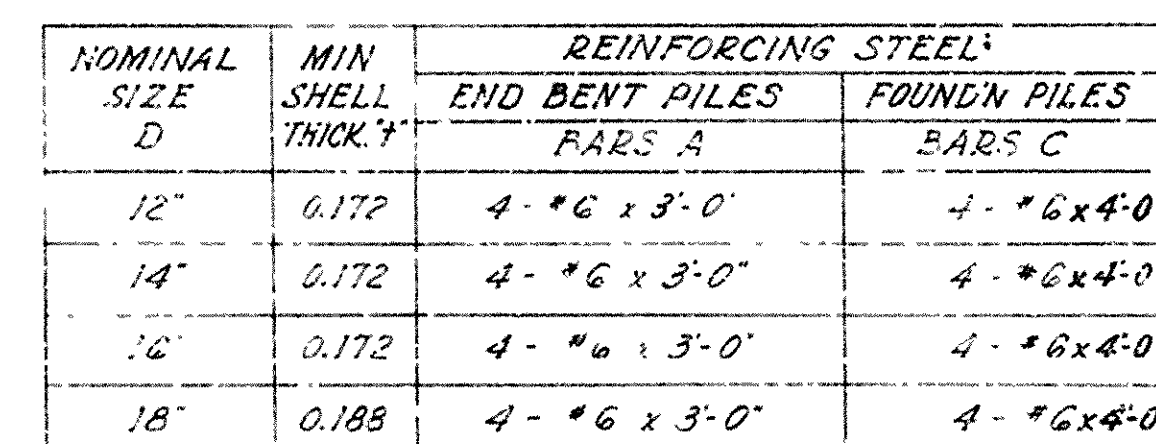 NOMINAL SIZE D | MIN SHELL THICK. "t" | REINFORCING STEEL:
END BENT PILES | FOUND'N PILES
BARS A | BARS C
12" | 0.172 | 4 - #6 x 3'-0" | 4 - #6x4'-0
14" | 0.172 | 4 - #6 x 3'-0" | 4 - #6x4'-0
16" | 0.172 | 4 - #6 x 3'-0" | 4 - #6x4'-0
18" | 0.188 | 4 - #6 x 3'-0" | 4 - #6x4'-0